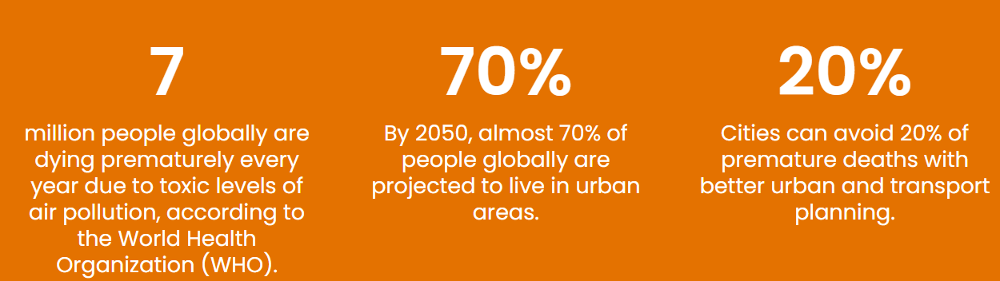 7
million people globally are
dying prematurely every
year due to toxic levels of
air pollution, according to
the World Health
Organization (WHO).
70%
By 2050, almost 70% of
people globally are
projected to live in urban
areas.
20%
Cities can avoid 20% of
premature deaths with
better urban and transport
planning.